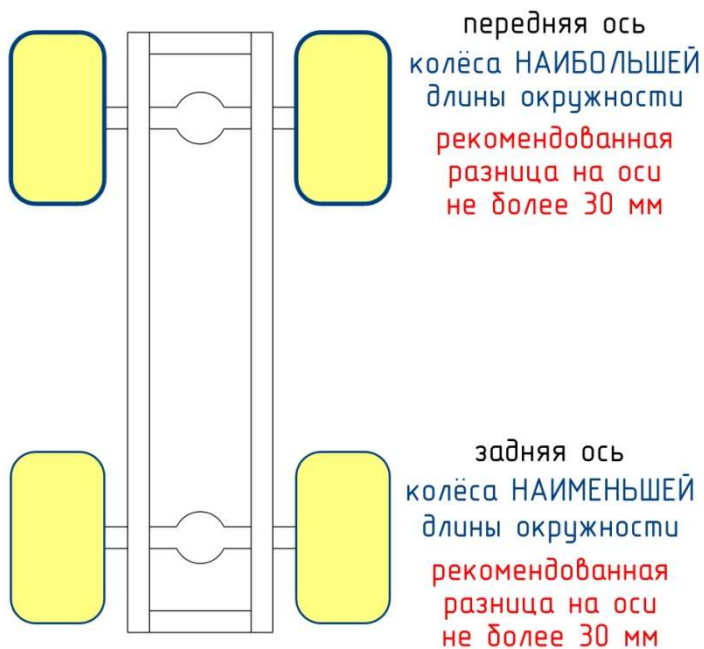 передняя ось
колёса НАИБОЛЬШЕЙ
длины окружности
рекомендованная
разница на оси
не более 30 мм
задняя ось
колёса НАИМЕНЬШЕЙ
длины окружности
рекомендованная
разница на оси
не более 30 мм